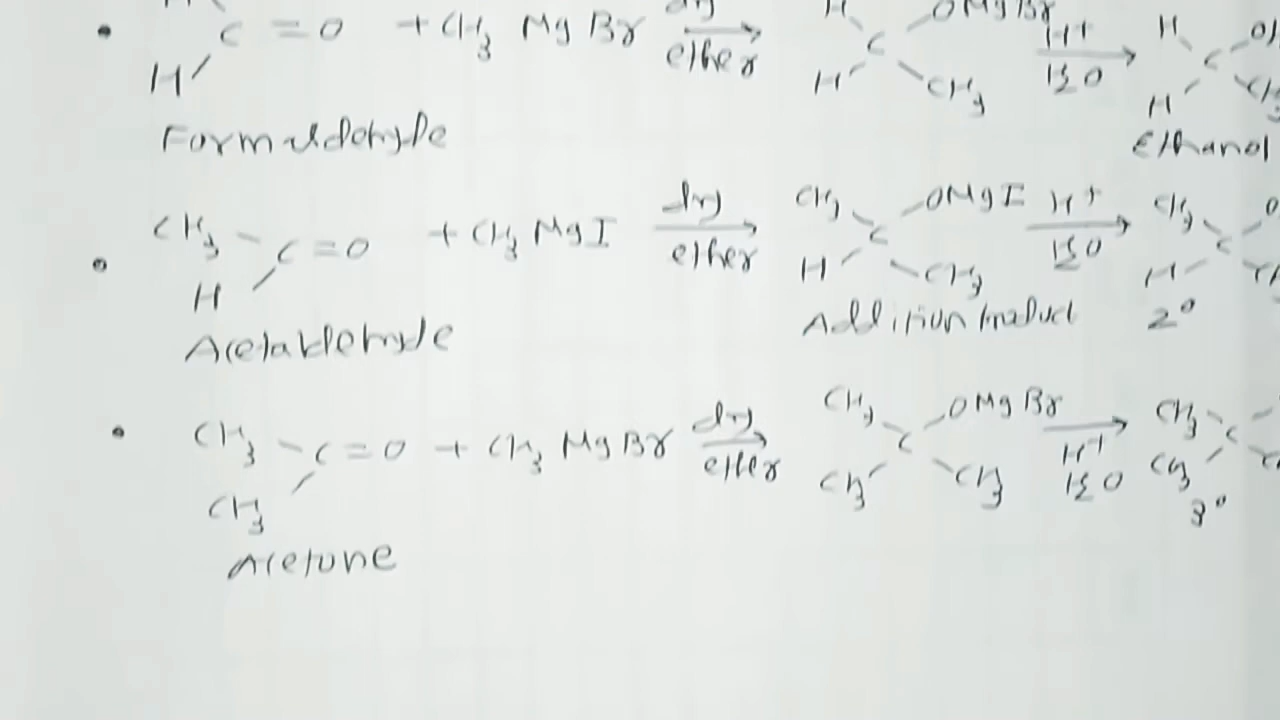 • H C = O + CH3 MgBr dry ether → H C OMgBr H CH3 H+ H2O → H C OH H CH3
Formaldehyde Ethanol
• CH3 C = O H + CH3 MgI dry ether → CH3 C OMgI H CH3 H+ H2O → CH3 C O H
Acetaldehyde Addition Product 2°
• CH3 C = O CH3 + CH3 MgBr dry ether → CH3 C OMgBr CH3 CH3 H+ H2O → CH3 C CH3
Acetone 3°